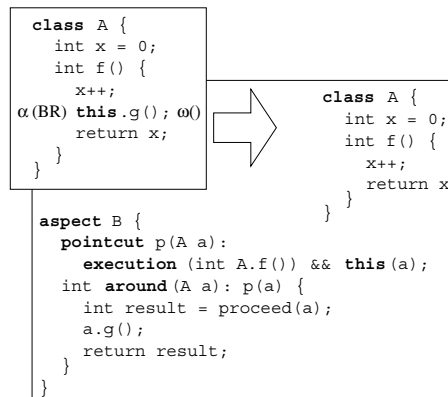 class A {
int x = 0;
int f() {
x++;
α(BR) this.g(); ω()
return x;
}
}
class A {
int x = 0;
int f() {
x++;
return x
}
}
aspect B {
pointcut p(A a):
execution (int A.f()) && this(a);
int around(A a): p(a) {
int result = proceed(a);
a.g();
return result;
}
}